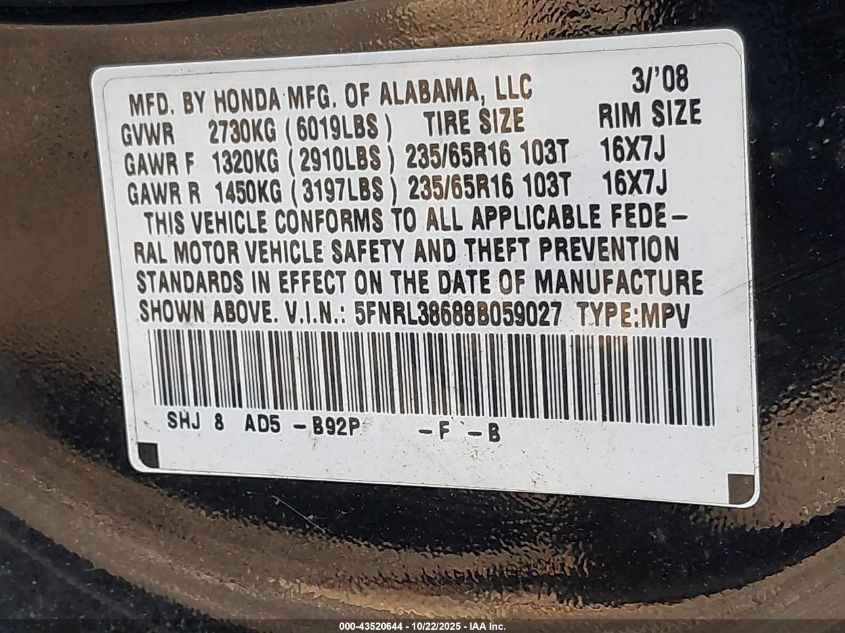 MFD. BY HONDA MFG. OF ALABAMA, LLC 3/'08
GVWR 2730KG (6019LBS) TIRE SIZE RIM SIZE
GAWR F 1320KG (2910LBS) 235/65R16 103T 16X7J
GAWR R 1450KG (3197LBS) 235/65R16 103T 16X7J
THIS VEHICLE CONFORMS TO ALL APPLICABLE FEDE-
RAL MOTOR VEHICLE SAFETY AND THEFT PREVENTION
STANDARDS IN EFFECT ON THE DATE OF MANUFACTURE
SHOWN ABOVE. V.I.N.: 5FNRL38688B059027 TYPE:MPV
SHJ 8 AD5 -B92P -F -B
000-43520644 - 10/22/2025 - IAA Inc.